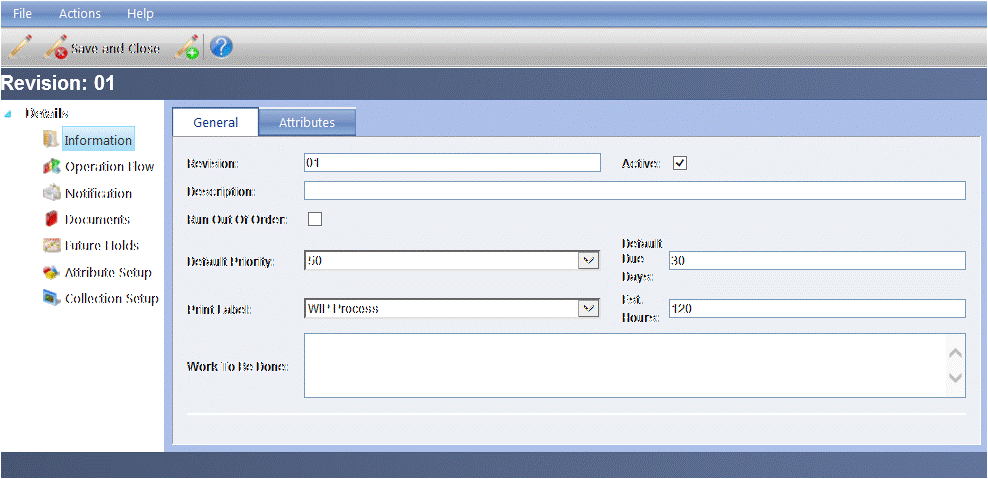 File Actions Help
Save and Close
Revision: 01
Details
Information
Operation Flow
Notification
Documents
Future Holds
Attribute Setup
Collection Setup
General Attributes
Revision: 01 Active:
Description:
Run Out Of Order:
Default Priority: 50
Default
Due
Days:
30
Print Label: WIP Process
Est.
Hours:
120
Work To Be Done: